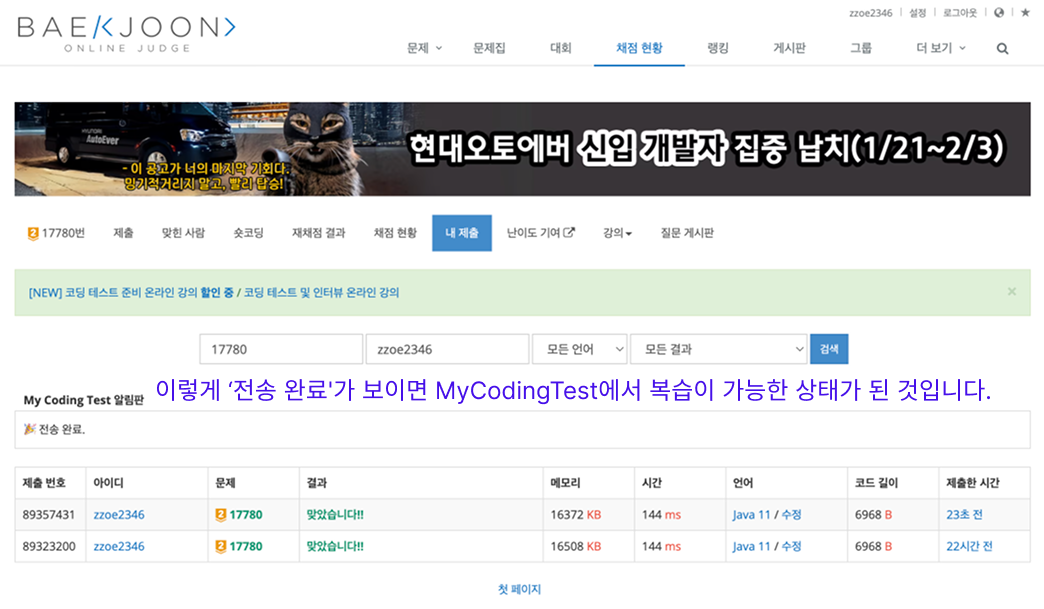 BAEKJOON>
ONLINE JUDGE
zzoe2346 | 설정 | 로그아웃 | |
문제 문제집 대회 채점 현황 랭킹 게시판 그룹 더 보기
HYUNDAI
AutoEver
- 이 공고가 너의 마지막 기회다.
밍기적거리지 말고, 빨리 탑승!
현대오토에버 신입 개발자 집중 납치(1/21~2/3)
2 17780번 제출 맞힌 사람 숏코딩 재채점 결과 채점 현황 내 제출 난이도 기여 강의 질문 게시판
[NEW] 코딩 테스트 준비 온라인 강의 할인 중 / 코딩 테스트 및 인터뷰 온라인 강의 ×
17780 zzoe2346 모든 언어 모든 결과 검색
My Coding Test 알림판 이렇게 ‘전송 완료'가 보이면 MyCodingTest에서 복습이 가능한 상태가 된 것입니다.
🎉 전송 완료.
제출 번호 아이디 문제 결과 메모리 시간 언어 코드 길이 제출한 시간
89357431 zzoe2346 2 17780 맞았습니다!! 16372 KB 144 ms Java 11 / 수정 6968 B 23초 전
89323200 zzoe2346 2 17780 맞았습니다!! 16508 KB 144 ms Java 11 / 수정 6968 B 22시간 전
첫 페이지